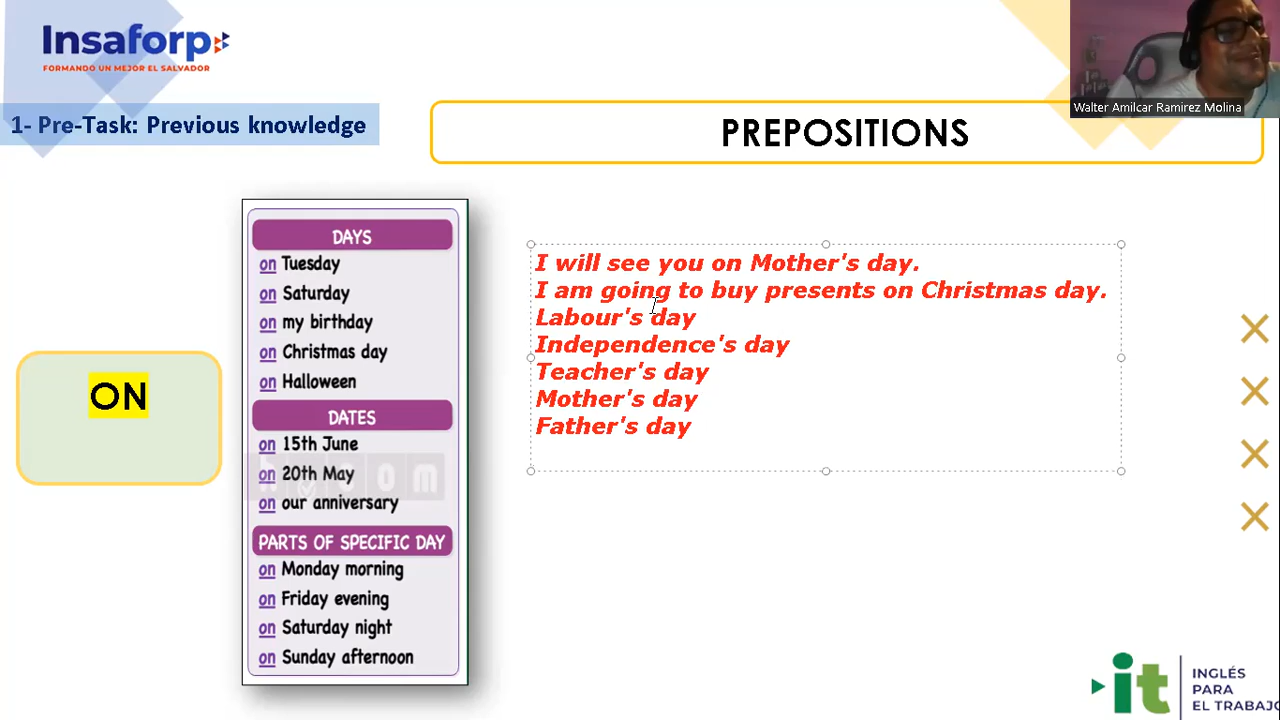 Insaforp
FORMANDO UN MEJOR EL SALVADOR
Walter Amilcar Ramirez Molina
1- Pre-Task: Previous knowledge
PREPOSITIONS
ON
DAYS
on Tuesday
on Saturday
on my birthday
on Christmas day
on Halloween
DATES
on 15th June
on 20th May
on our anniversary
PARTS OF SPECIFIC DAY
on Monday morning
on Friday evening
on Saturday night
on Sunday afternoon
I will see you on Mother's day.
I am going to buy presents on Christmas day.
Labour's day
Independence's day
Teacher's day
Mother's day
Father's day
it
INGLÉS
PARA
EL TRABAJO